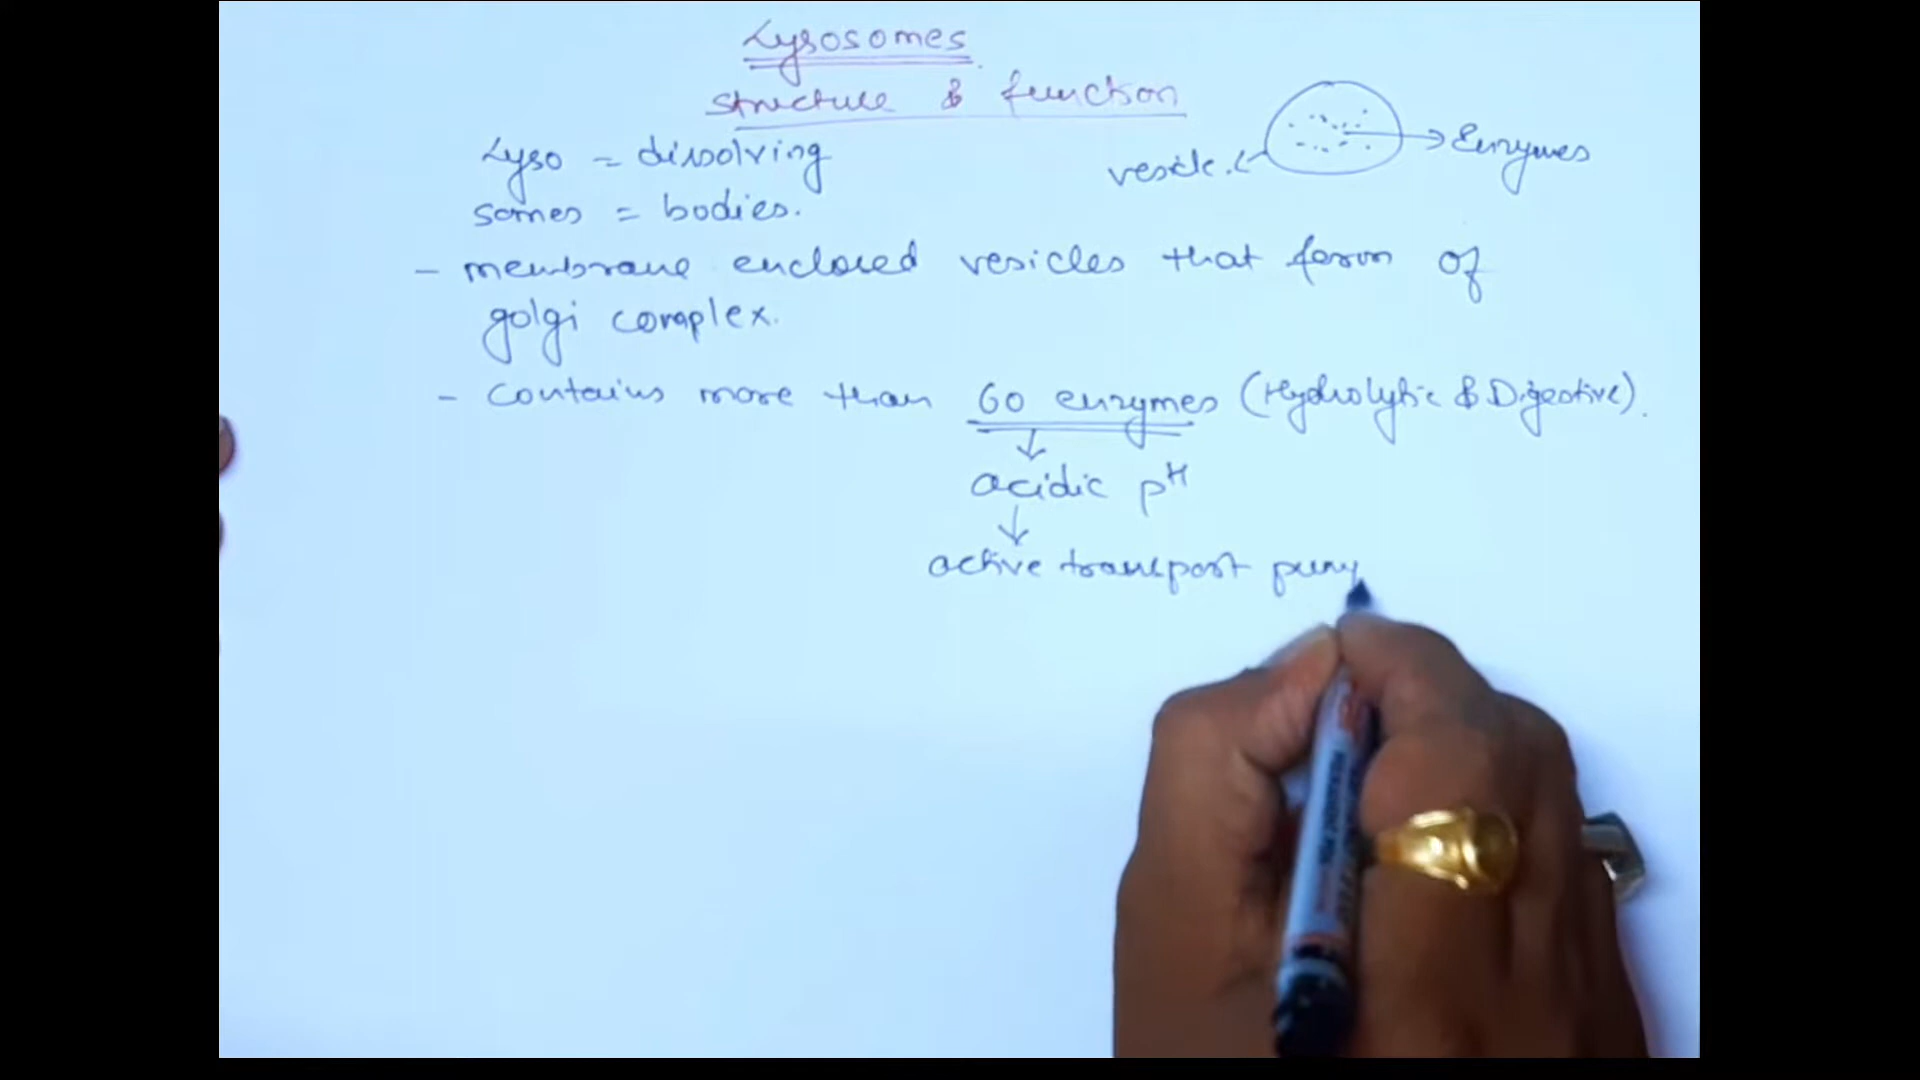 Lysosomes
structure & function
Lyso = dissolving
somes = bodies.
vesicle.
Enzymes
- membrane enclosed vesicles that form of
golgi complex.
- contains more than 60 enzymes (Hydrolytic & Digestive).
↓
acidic pH
↓
active transport pump